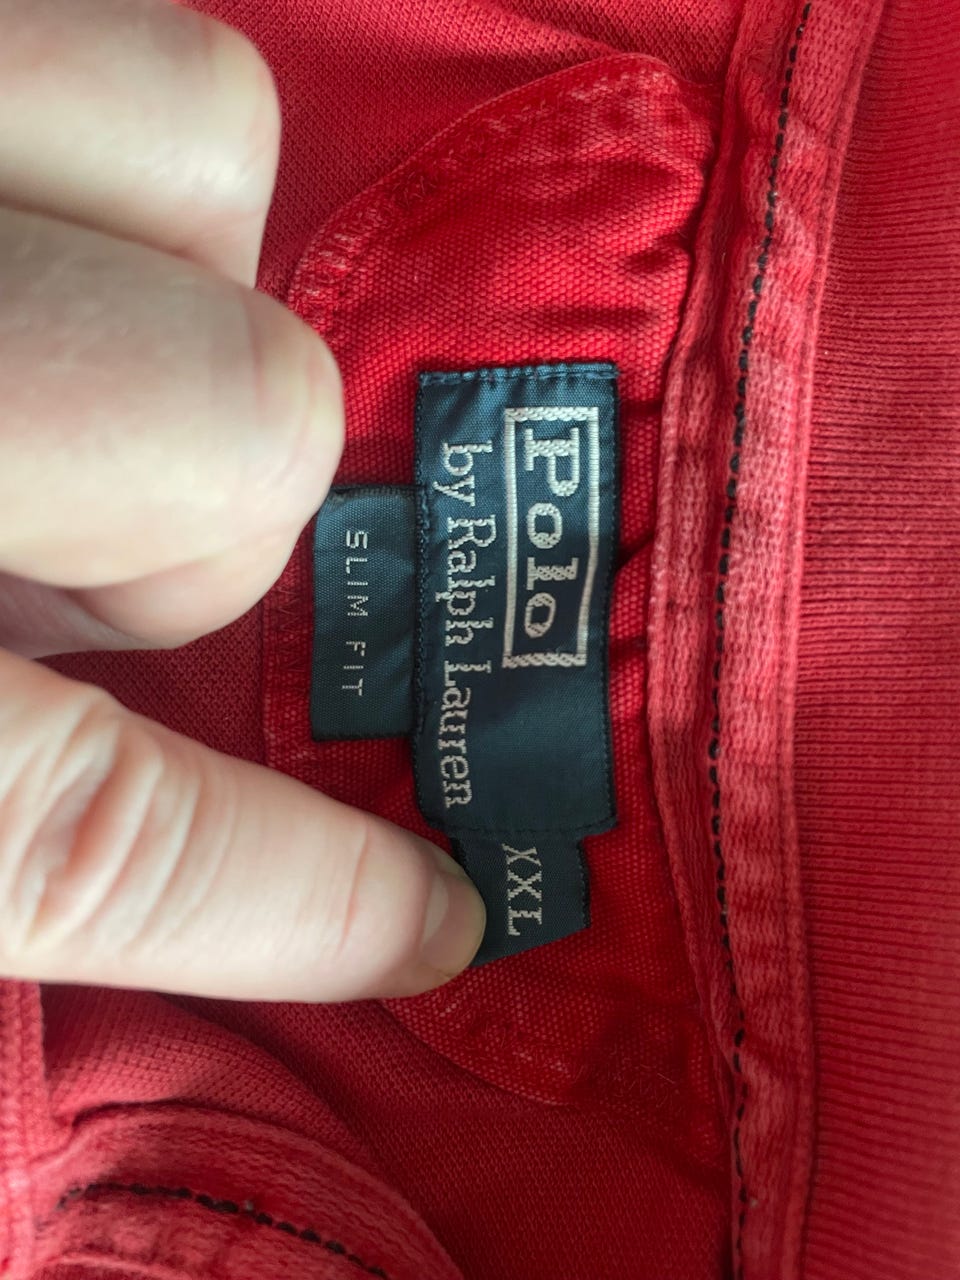 Polo
by Ralph Lauren
XXL
SLIM FIT